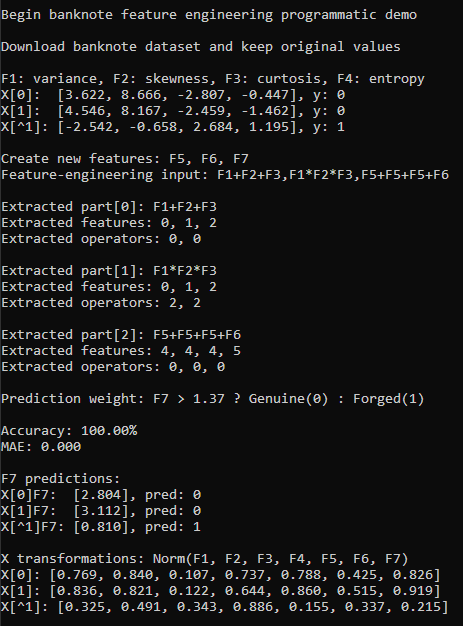 Begin banknote feature engineering programmatic demo
Download banknote dataset and keep original values
F1: variance, F2: skewness, F3: curtosis, F4: entropy
X[0]:  [3.622, 8.666, -2.807, -0.447], y: 0
X[1]:  [4.546, 8.167, -2.459, -1.462], y: 0
X[^1]: [-2.542, -0.658, 2.684, 1.195], y: 1
Create new features: F5, F6, F7
Feature-engineering input: F1+F2+F3,F1*F2*F3,F5+F5+F5+F6
Extracted part[0]: F1+F2+F3
Extracted features: 0, 1, 2
Extracted operators: 0, 0
Extracted part[1]: F1*F2*F3
Extracted features: 0, 1, 2
Extracted operators: 2, 2
Extracted part[2]: F5+F5+F5+F6
Extracted features: 4, 4, 4, 5
Extracted operators: 0, 0, 0
Prediction weight: F7 > 1.37 ? Genuine(0) : Forged(1)
Accuracy: 100.00%
MAE: 0.000
F7 predictions:
X[0]F7:  [2.804], pred: 0
X[1]F7:  [3.112], pred: 0
X[^1]F7: [0.810], pred: 1
X transformations: Norm(F1, F2, F3, F4, F5, F6, F7)
X[0]: [0.769, 0.840, 0.107, 0.737, 0.788, 0.425, 0.826]
X[1]: [0.836, 0.821, 0.122, 0.644, 0.860, 0.515, 0.919]
X[^1]: [0.325, 0.491, 0.343, 0.886, 0.155, 0.337, 0.215]